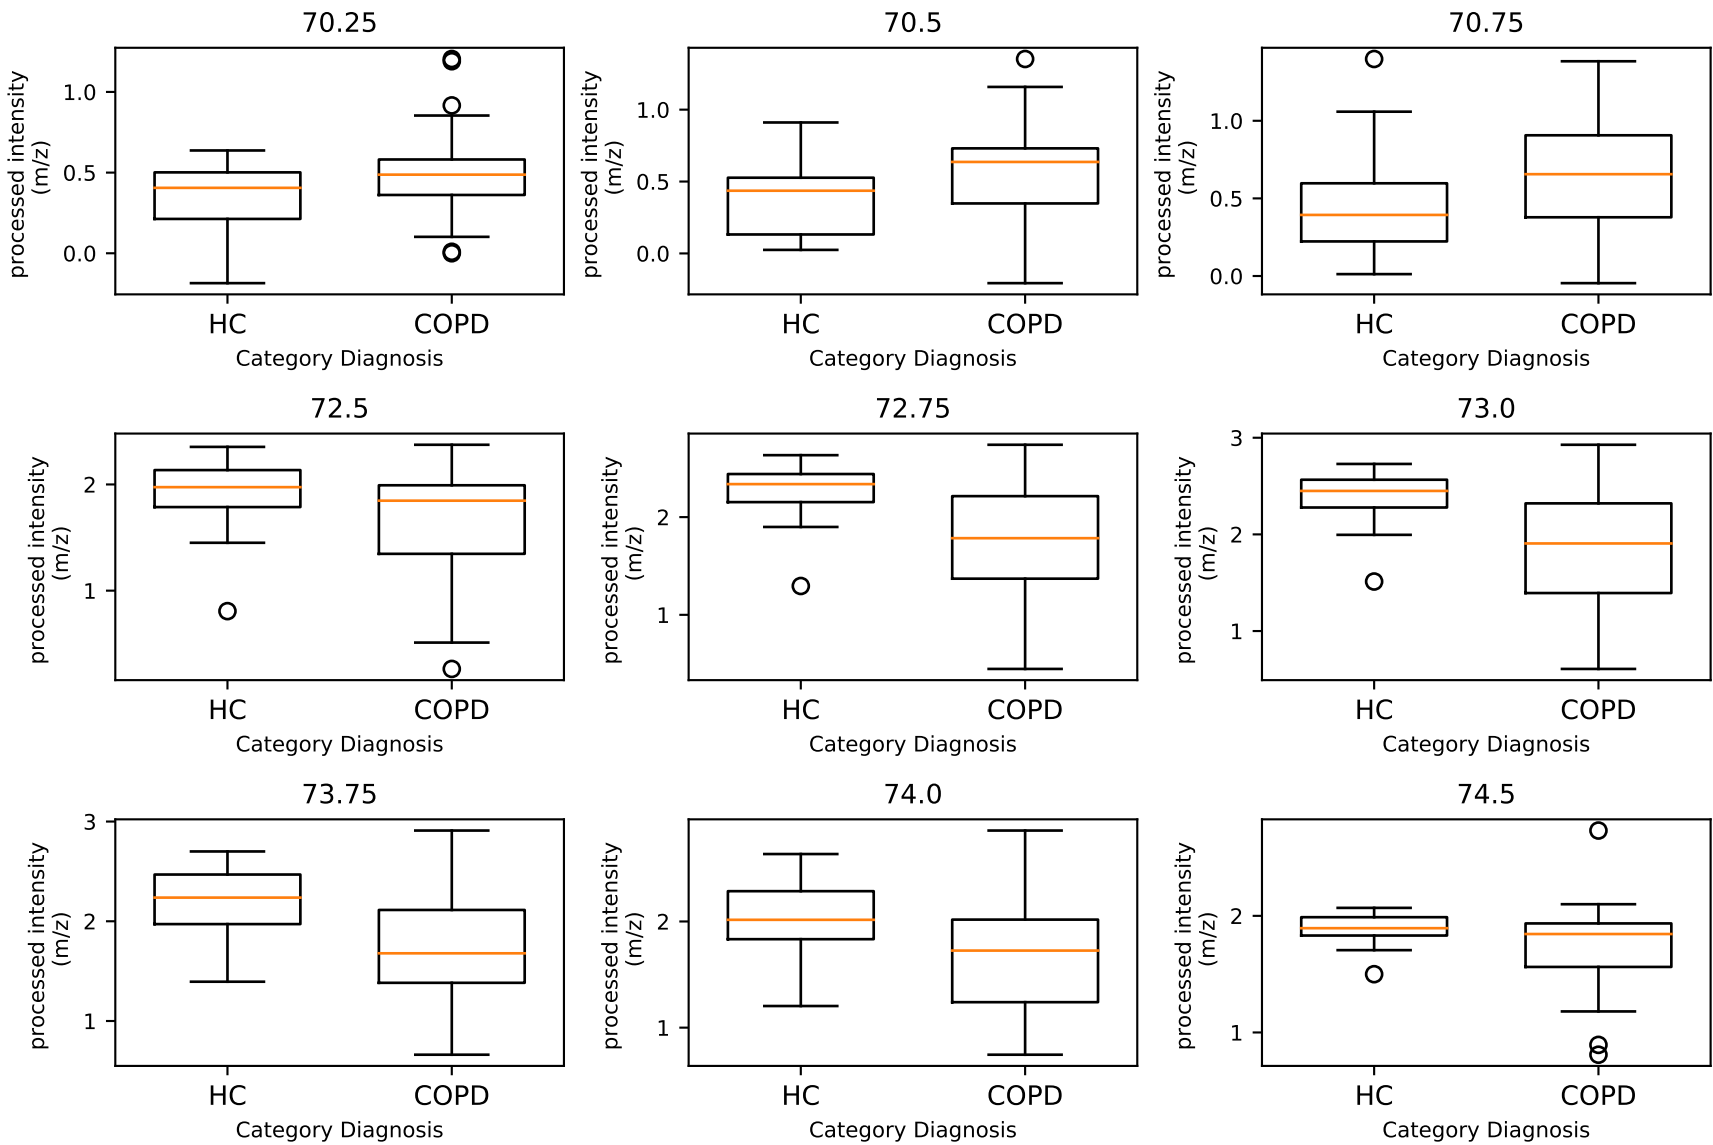 70.25
70.5
70.75
processed intensity
(m/z)
1.0
0.5
0.0
HC
COPD
Category Diagnosis
processed intensity
(m/z)
1.0
0.5
0.0
HC
COPD
Category Diagnosis
processed intensity
(m/z)
1.0
0.5
0.0
HC
COPD
Category Diagnosis
72.5
72.75
73.0
processed intensity
(m/z)
2
1
HC
COPD
Category Diagnosis
processed intensity
(m/z)
2
1
HC
COPD
Category Diagnosis
processed intensity
(m/z)
3
2
1
HC
COPD
Category Diagnosis
73.75
74.0
74.5
processed intensity
(m/z)
3
2
1
HC
COPD
Category Diagnosis
processed intensity
(m/z)
2
1
HC
COPD
Category Diagnosis
processed intensity
(m/z)
2
1
HC
COPD
Category Diagnosis